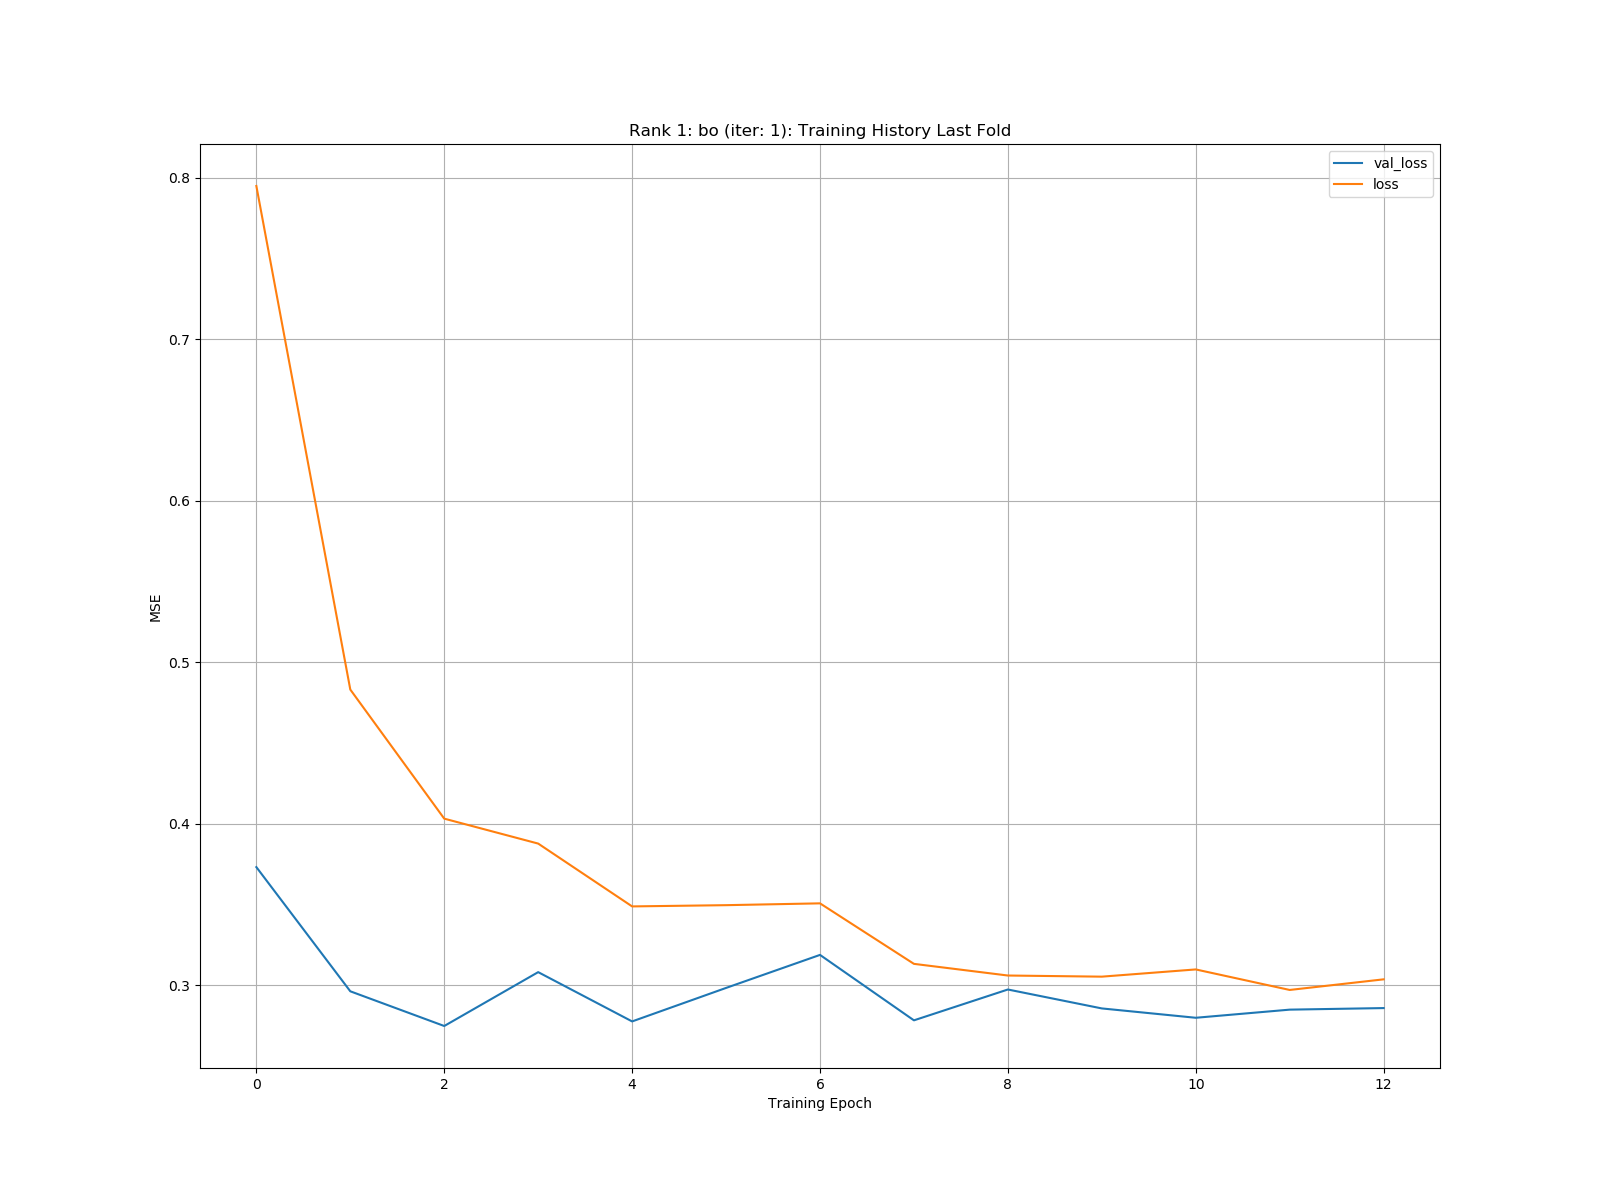 Rank 1: bo (iter: 1): Training History Last Fold
val_loss
loss
0.8
0.7
0.6
0.5
0.4
0.3
MSE
0 2 4 6 8 10 12
Training Epoch